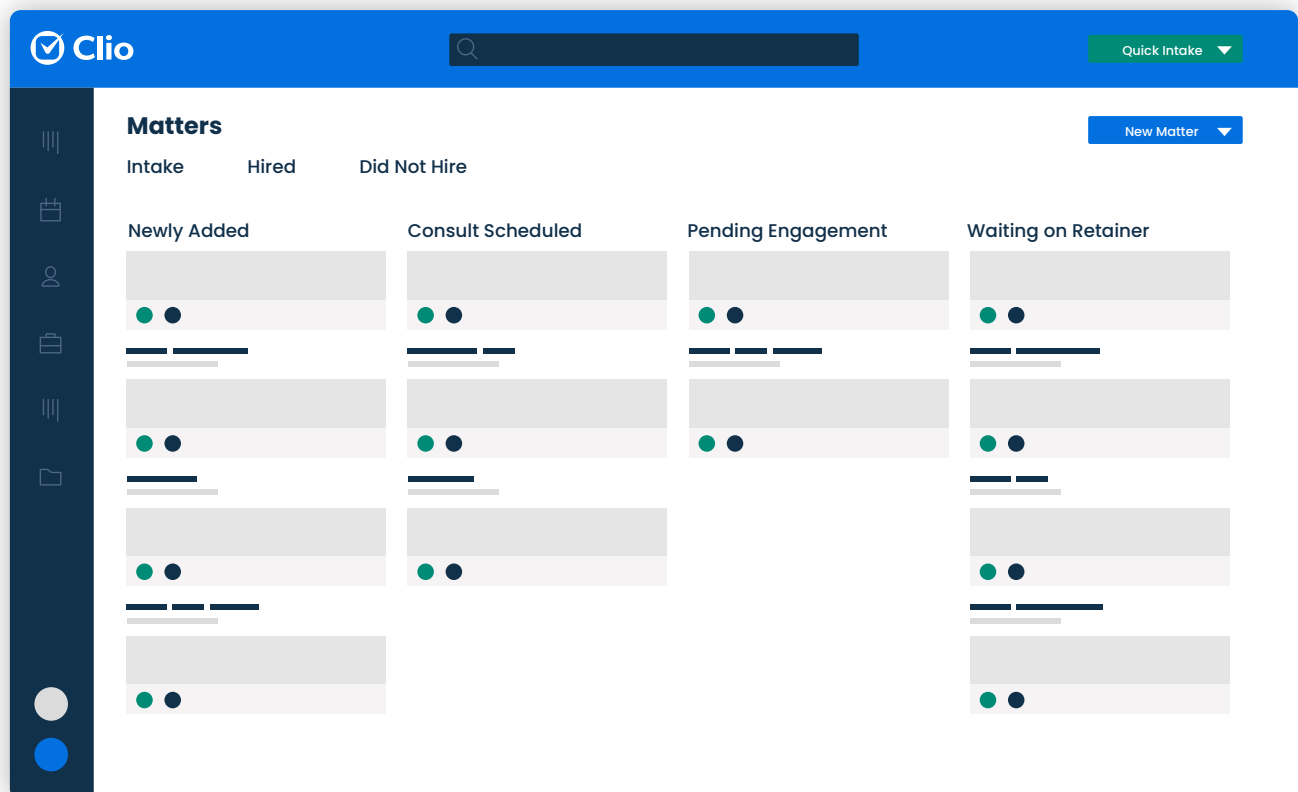 Clio
Quick Intake
Matters
New Matter
Intake Hired Did Not Hire
Newly Added Consult Scheduled Pending Engagement Waiting on Retainer